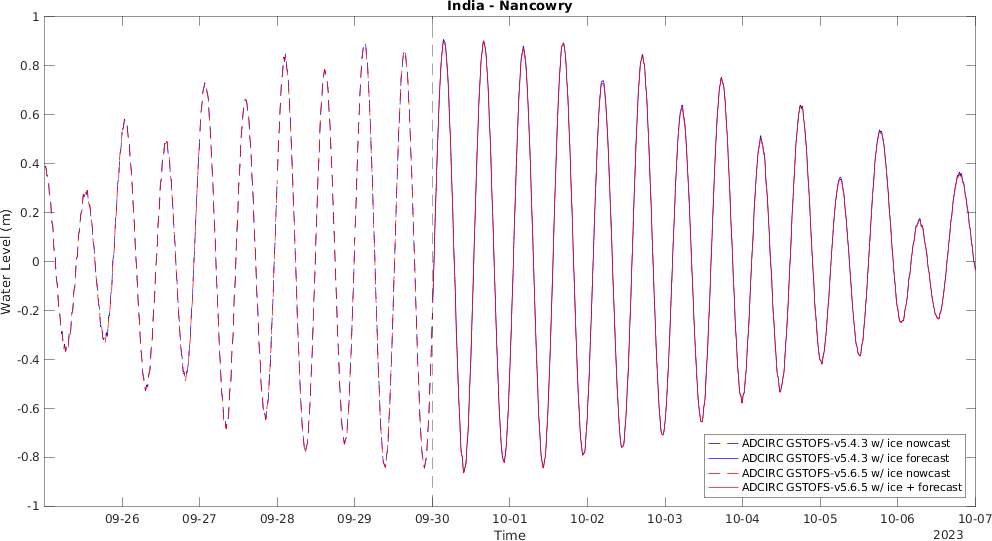 India - Nancowry
1
0.8
0.6
0.4
0.2
0
-0.2
-0.4
-0.6
-0.8
-1
Water Level (m)
ADCIRC GSTOFS-v5.4.3 w/ ice nowcast
ADCIRC GSTOFS-v5.4.3 w/ ice forecast
ADCIRC GSTOFS-v5.6.5 w/ ice nowcast
ADCIRC GSTOFS-v5.6.5 w/ ice + forecast
09-26 09-27 09-28 09-29 09-30 10-01 10-02 10-03 10-04 10-05 10-06 10-07
Time 2023